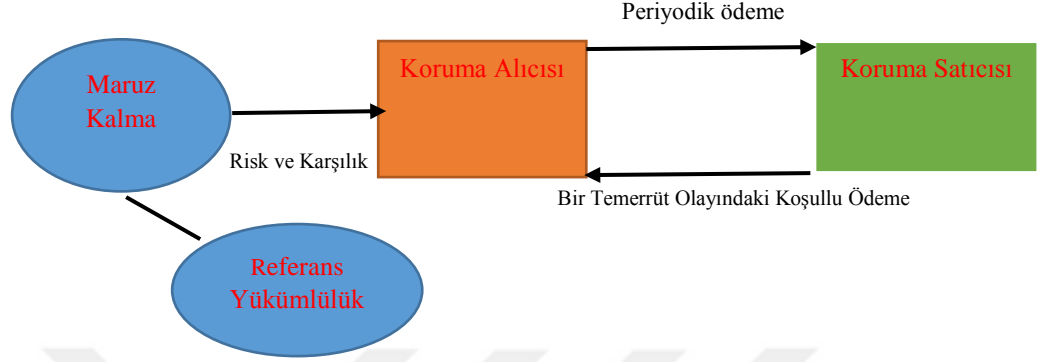 Periyodik ödeme
Maruz
Kalma
Koruma Alıcısı
Koruma Satıcısı
Risk ve Karşılık
Bir Temerrüt Olayındaki Koşullu Ödeme
Referans
Yükümlülük